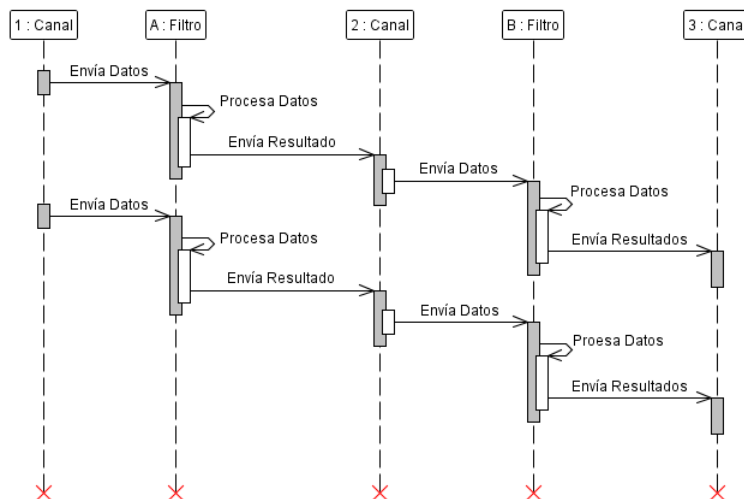 1 : Canal
A : Filtro
2 : Canal
B : Filtro
3 : Canal
Envía Datos
Procesa Datos
Envía Resultado
Envía Datos
Procesa Datos
Envía Datos
Procesa Datos
Envía Resultados
Envía Resultado
Envía Datos
Proesa Datos
Envía Resultados